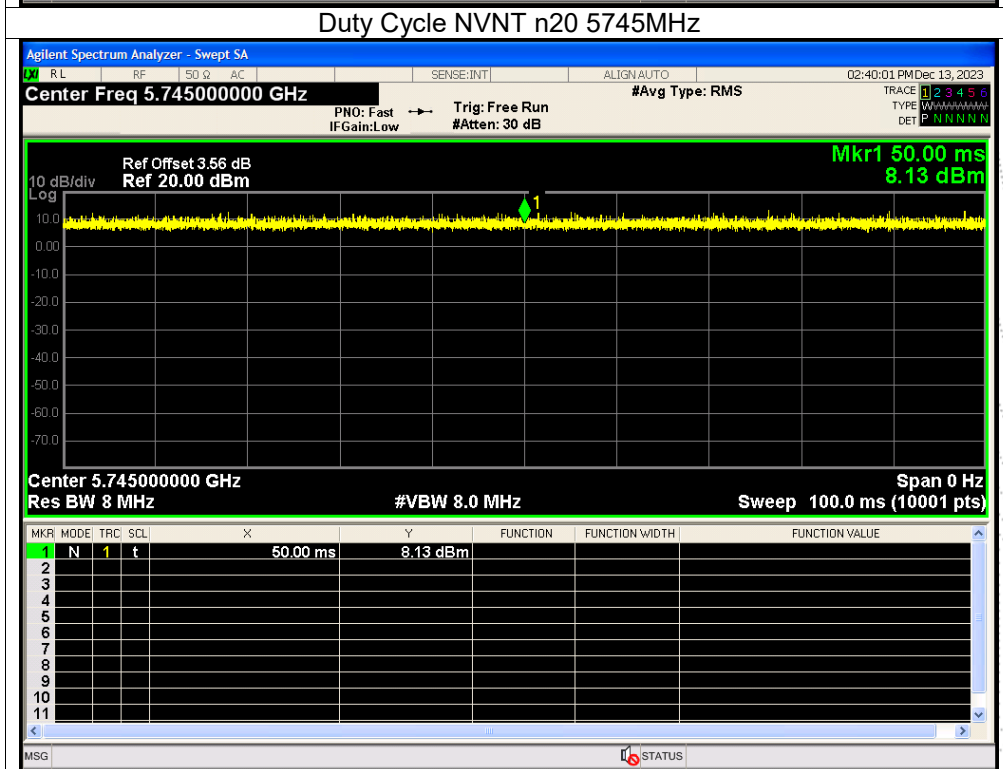 Duty Cycle NVNT n20 5745MHz
Agilent Spectrum Analyzer - Swept SA
LXI RL RF 50 Ω AC SENSE:INT ALIGN AUTO 02:40:01 PM Dec 13, 2023
Center Freq 5.745000000 GHz #Avg Type: RMS TRACE 1 2 3 4 5 6
PNO: Fast Trig: Free Run TYPE WWWWWW
IFGain:Low #Atten: 30 dB DET P N N N N N
Mkr1 50.00 ms
Ref Offset 3.56 dB
10 dB/div Ref 20.00 dBm 8.13 dBm
Log
1
10.0
0.00
-10.0
-20.0
-30.0
-40.0
-50.0
-60.0
-70.0
Center 5.745000000 GHz Span 0 Hz
Res BW 8 MHz #VBW 8.0 MHz Sweep 100.0 ms (10001 pts)
MKR MODE TRC SCL X Y FUNCTION FUNCTION WIDTH FUNCTION VALUE
1 N 1 t 50.00 ms 8.13 dBm
2
3
4
5
6
7
8
9
10
11
MSG STATUS